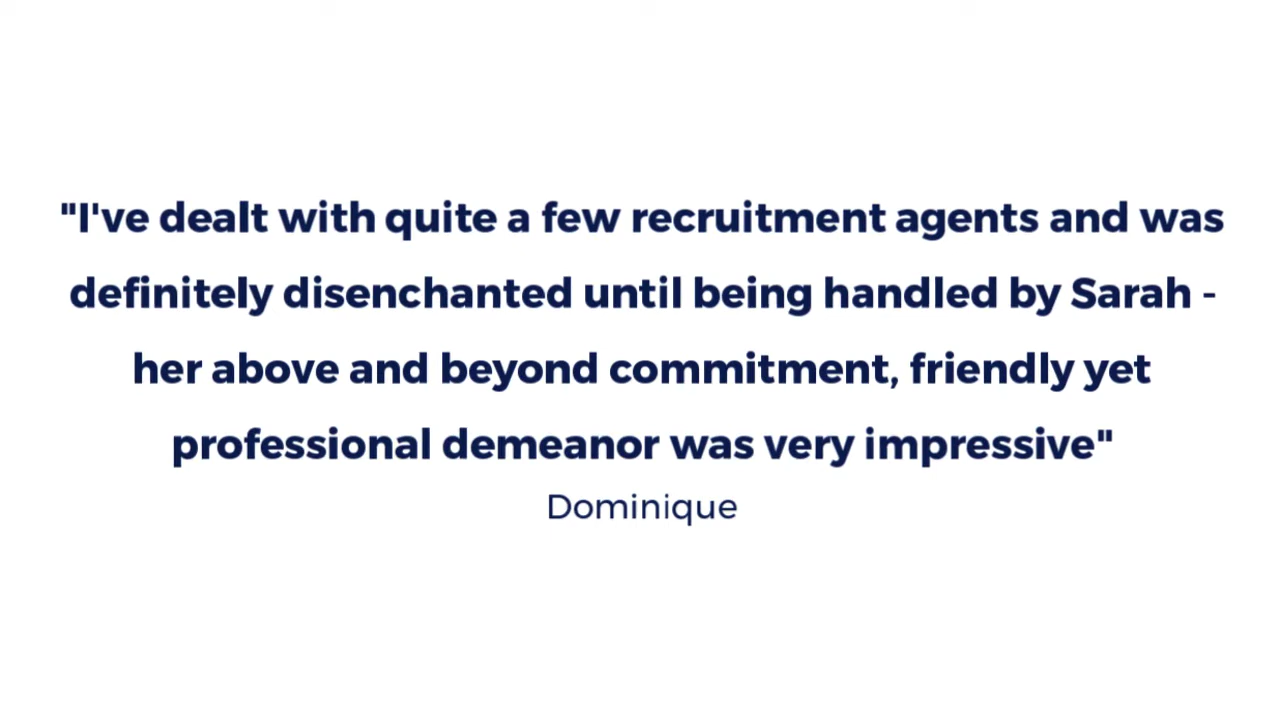 "I've dealt with quite a few recruitment agents and was
definitely disenchanted until being handled by Sarah -
her above and beyond commitment, friendly yet
professional demeanor was very impressive"
Dominique